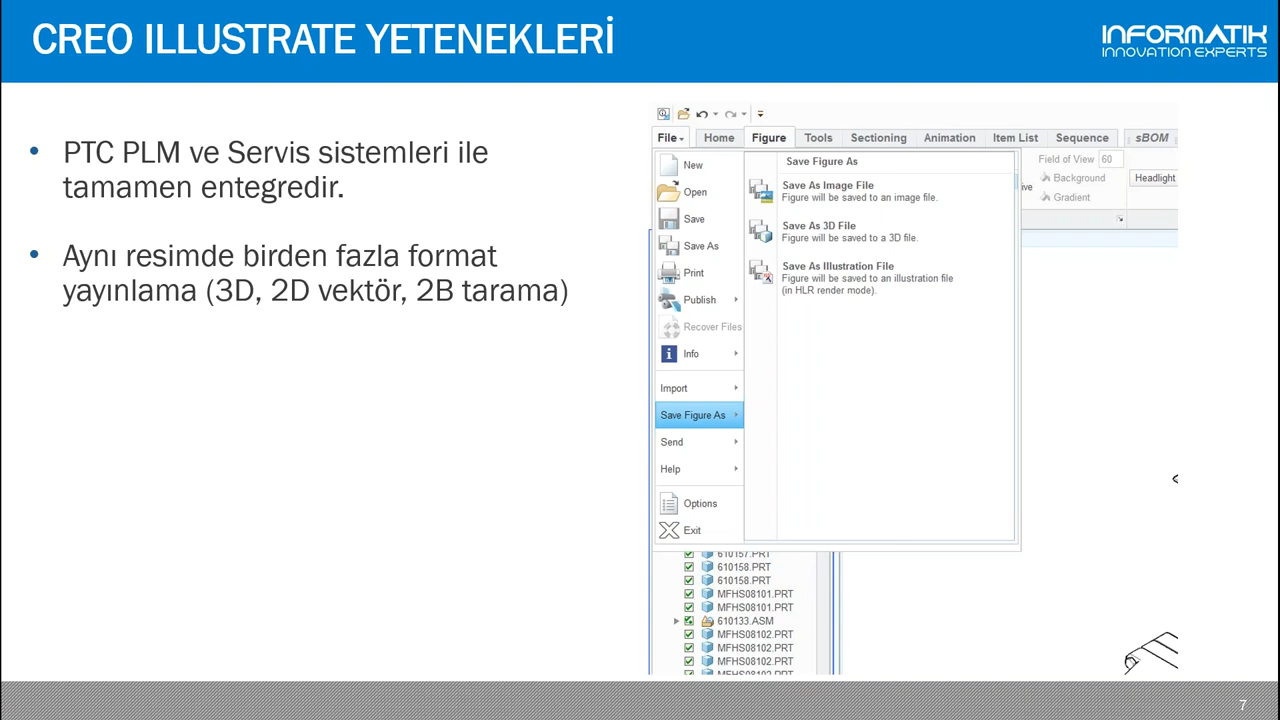 CREO ILLUSTRATE YETENEKLERİ
INFORMATIK
INNOVATION EXPERTS
• PTC PLM ve Servis sistemleri ile
tamamen entegredir.
• Aynı resimde birden fazla format
yayınlama (3D, 2D vektör, 2B tarama)
File Home Figure Tools Sectioning Animation Item List Sequence sBOM
New
Open
Save
Save As
Print
Publish
Recover Files
Info
Import
Save Figure As
Send
Help
Options
Exit
Save Figure As
Save As Image File
Figure will be saved to an image file.
Save As 3D File
Figure will be saved to a 3D file.
Save As Illustration File
Figure will be saved to an illustration file
(in HLR render mode).
Field of View 60
ive Background
Gradient
Headlight
610157.PRT
610158.PRT
610158.PRT
MFHS08101.PRT
MFHS08101.PRT
610133.ASM
MFHS08102.PRT
MFHS08102.PRT
MFHS08102.PRT
7